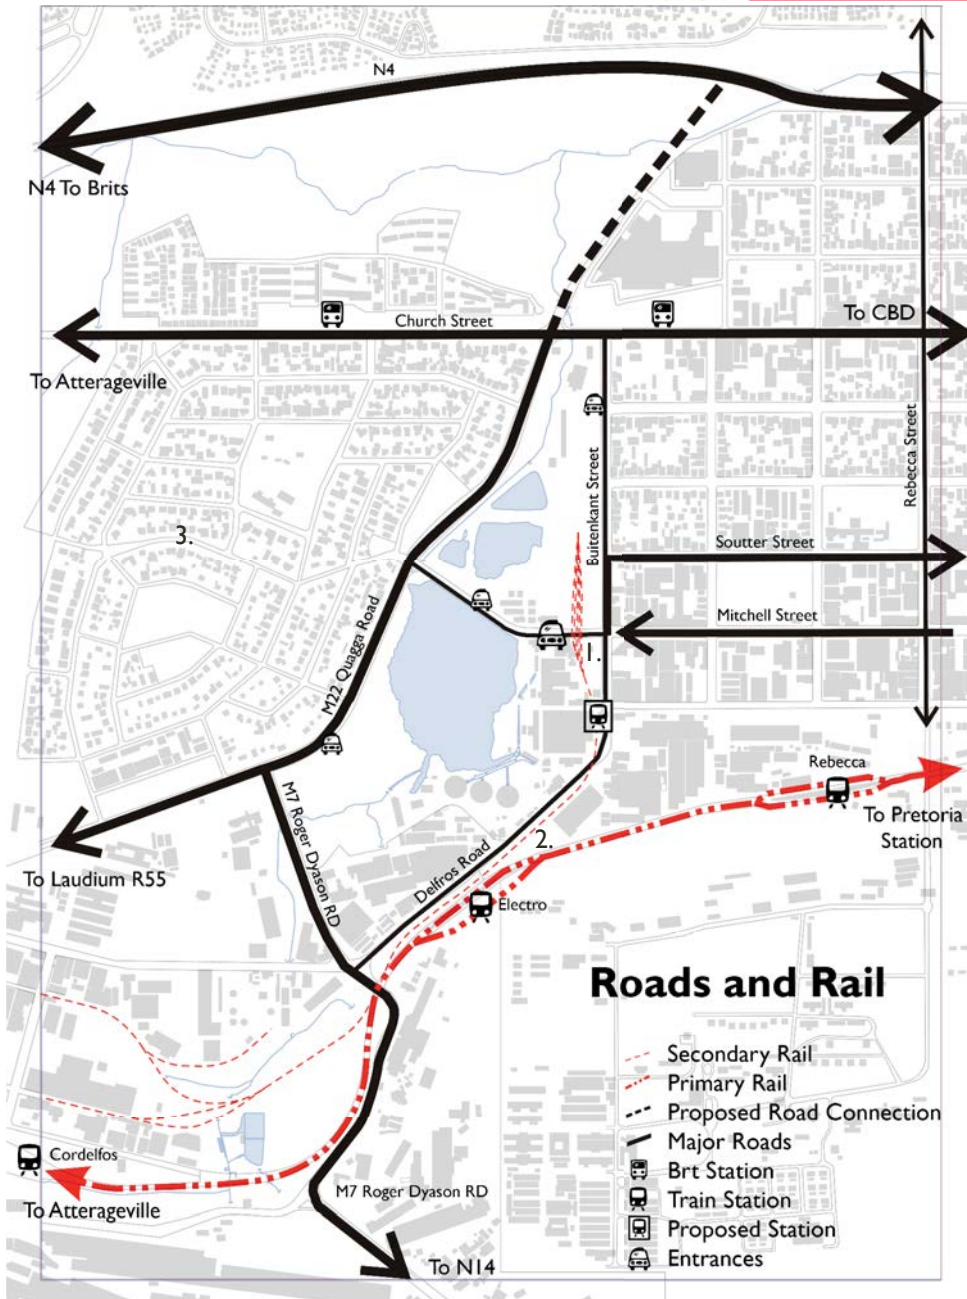 N4
N4 To Brits
Church Street
To CBD
To Atterageville
Rebecca Street
Buitenkant Street
3.
Soutter Street
Mitchell Street
M22 Quagga Road
1.
Rebecca
To Pretoria
Station
M7 Roger Dyason RD
2.
Delfros Road
To Laudium R55
Electro
Roads and Rail
Secondary Rail
Primary Rail
Proposed Road Connection
Major Roads
Brt Station
Train Station
Proposed Station
Entrances
Cordelfos
To Atterageville
M7 Roger Dyason RD
To N14